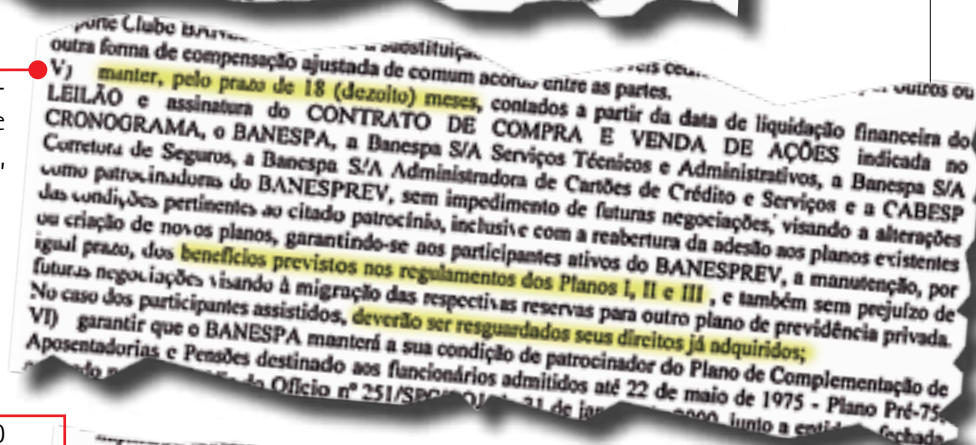 Clube
outra forma de compensação ajustada de comum acordo entre as partes.
V) manter, pelo prazo de 18 (dezoito) meses, contados a partir da data de liquidação financeira do
LEILÃO e assinatura do CONTRATO DE COMPRA E VENDA DE AÇÕES indicada no
CRONOGRAMA, o BANESPA, a Banespa S/A Serviços Técnicos e Administrativos, a Banespa S/A
Corretora de Seguros, a Banespa S/A Administradora de Cartões de Crédito e Serviços e a CABESP
como patrocinadoras do BANESPREV, sem impedimento de futuras negociações, visando a alterações
das condições pertinentes ao citado patrocínio, inclusive com a reabertura da adesão aos planos existentes
ou criação de novos planos, garantindo-se aos participantes ativos do BANESPREV, a manutenção, por
igual prazo, dos benefícios previstos nos regulamentos dos Planos I, II e III , e também sem prejuízo de
futuras negociações visando à migração das respectivas reservas para outro plano de previdência privada.
No caso dos participantes assistidos, deverão ser resguardados seus direitos já adquiridos;
VI) garantir que o BANESPA manterá a sua condição de patrocinador do Plano de Complementação de
Aposentadorias e Pensões destinado aos funcionários admitidos até 22 de maio de 1975 - Plano Pré-75,
Ofício nº 31 de junto a